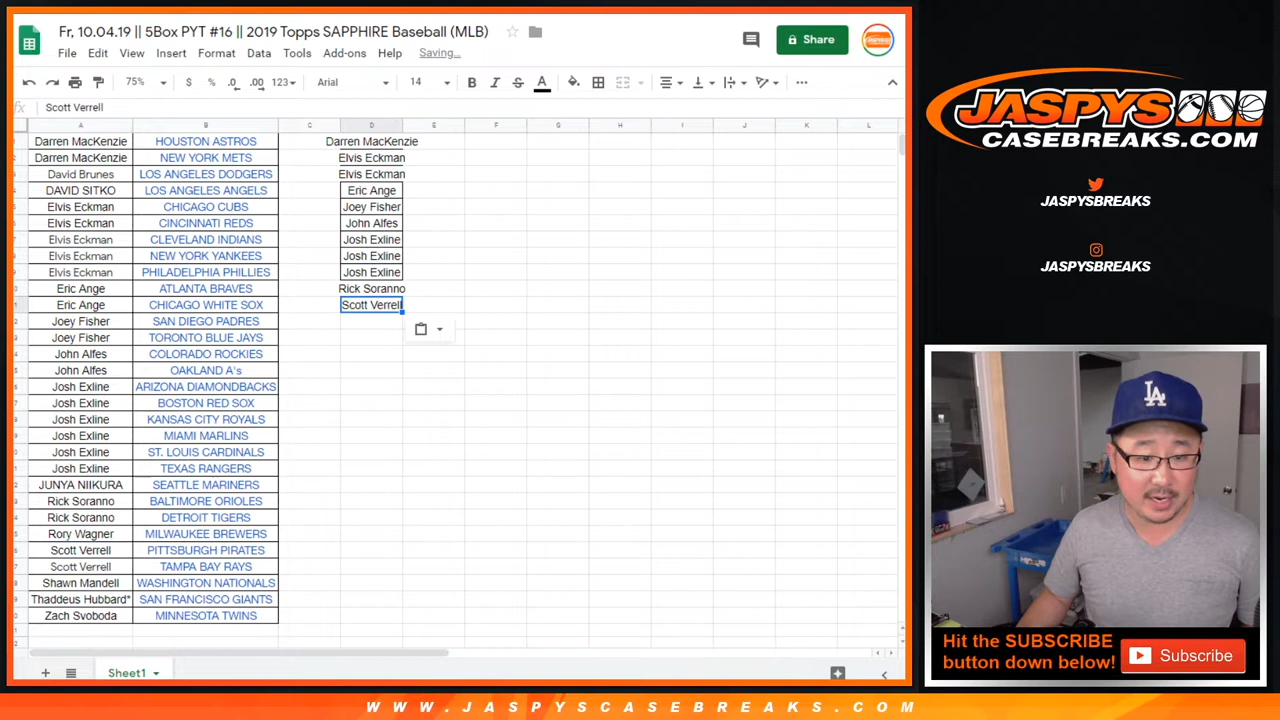 Fr, 10.04.19 || 5Box PYT #16 || 2019 Topps SAPPHIRE Baseball (MLB)
File Edit View Insert Format Data Tools Add-ons Help Saving...
Share
75% $ % .0 .00 123 Arial 14 B I S A
fx Scott Verrell
A B C D E F G H I J K L
Darren MacKenzie HOUSTON ASTROS Darren MacKenzie
Darren MacKenzie NEW YORK METS Elvis Eckman
David Brunes LOS ANGELES DODGERS Elvis Eckman
DAVID SITKO LOS ANGELES ANGELS Eric Ange
Elvis Eckman CHICAGO CUBS Joey Fisher
Elvis Eckman CINCINNATI REDS John Alfes
Elvis Eckman CLEVELAND INDIANS Josh Exline
Elvis Eckman NEW YORK YANKEES Josh Exline
Elvis Eckman PHILADELPHIA PHILLIES Josh Exline
Eric Ange ATLANTA BRAVES Rick Soranno
Eric Ange CHICAGO WHITE SOX Scott Verrell
Joey Fisher SAN DIEGO PADRES
Joey Fisher TORONTO BLUE JAYS
John Alfes COLORADO ROCKIES
John Alfes OAKLAND A's
Josh Exline ARIZONA DIAMONDBACKS
Josh Exline BOSTON RED SOX
Josh Exline KANSAS CITY ROYALS
Josh Exline MIAMI MARLINS
Josh Exline ST. LOUIS CARDINALS
Josh Exline TEXAS RANGERS
JUNYA NIIKURA SEATTLE MARINERS
Rick Soranno BALTIMORE ORIOLES
Rick Soranno DETROIT TIGERS
Rory Wagner MILWAUKEE BREWERS
Scott Verrell PITTSBURGH PIRATES
Scott Verrell TAMPA BAY RAYS
Shawn Mandell WASHINGTON NATIONALS
Thaddeus Hubbard* SAN FRANCISCO GIANTS
Zach Svoboda MINNESOTA TWINS
Sheet1
JASPYS
CASEBREAKS.COM
JASPYSBREAKS
JASPYSBREAKS
LA
Hit the SUBSCRIBE
button down below!
Subscribe
WWW.JASPYSCASEBREAKS.COM